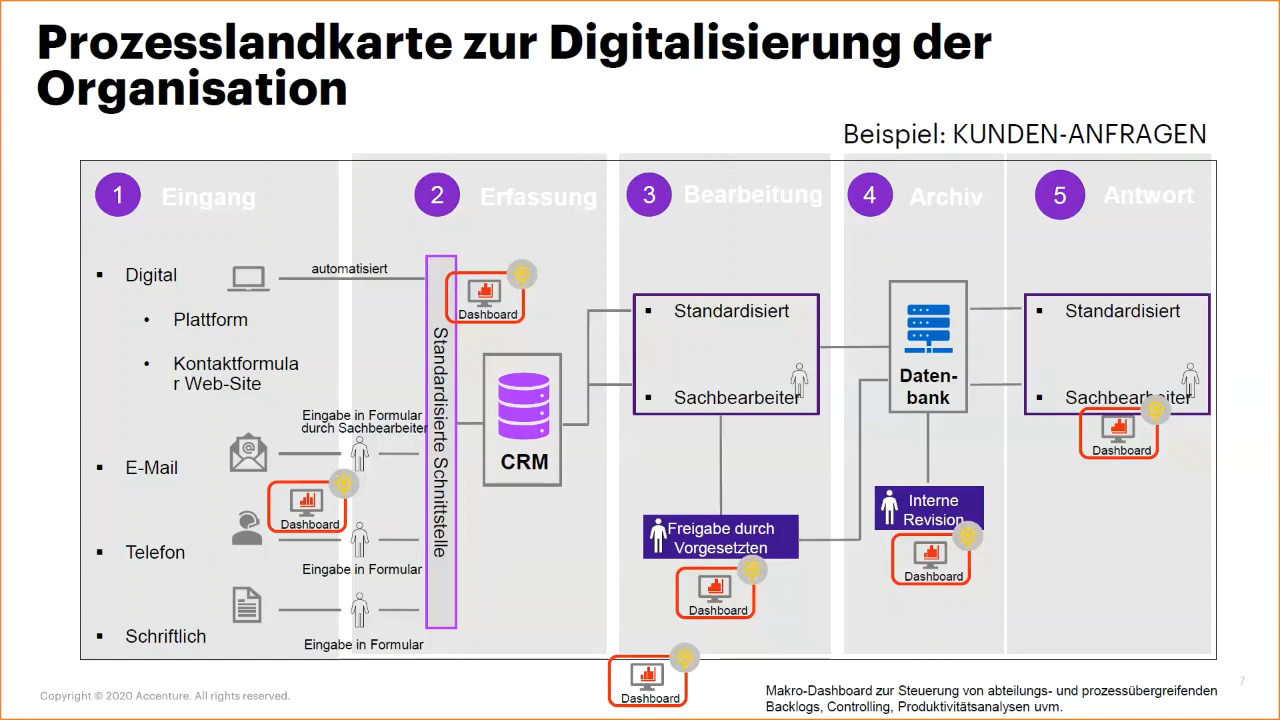 Prozesslandkarte zur Digitalisierung der
Organisation
Beispiel: KUNDEN-ANFRAGEN
1 Eingang
2 Erfassung
3 Bearbeitung
4 Archiv
5 Antwort
▪ Digital
automatisiert
• Plattform
• Kontaktformula
r Web-Site
Eingabe in Formular
durch Sachbearbeiter
▪ E-Mail
Dashboard
▪ Telefon
Eingabe in Formular
▪ Schriftlich
Eingabe in Formular
Standardisierte Schnittstelle
Dashboard
CRM
▪ Standardisiert
▪ Sachbearbeiter
Freigabe durch
Vorgesetzten
Dashboard
Daten-
bank
Interne
Revision
Dashboard
▪ Standardisiert
▪ Sachbearbeiter
Dashboard
Dashboard
Makro-Dashboard zur Steuerung von abteilungs- und prozessübergreifenden
Backlogs, Controlling, Produktivitätsanalysen uvm.
Copyright © 2020 Accenture. All rights reserved.
7